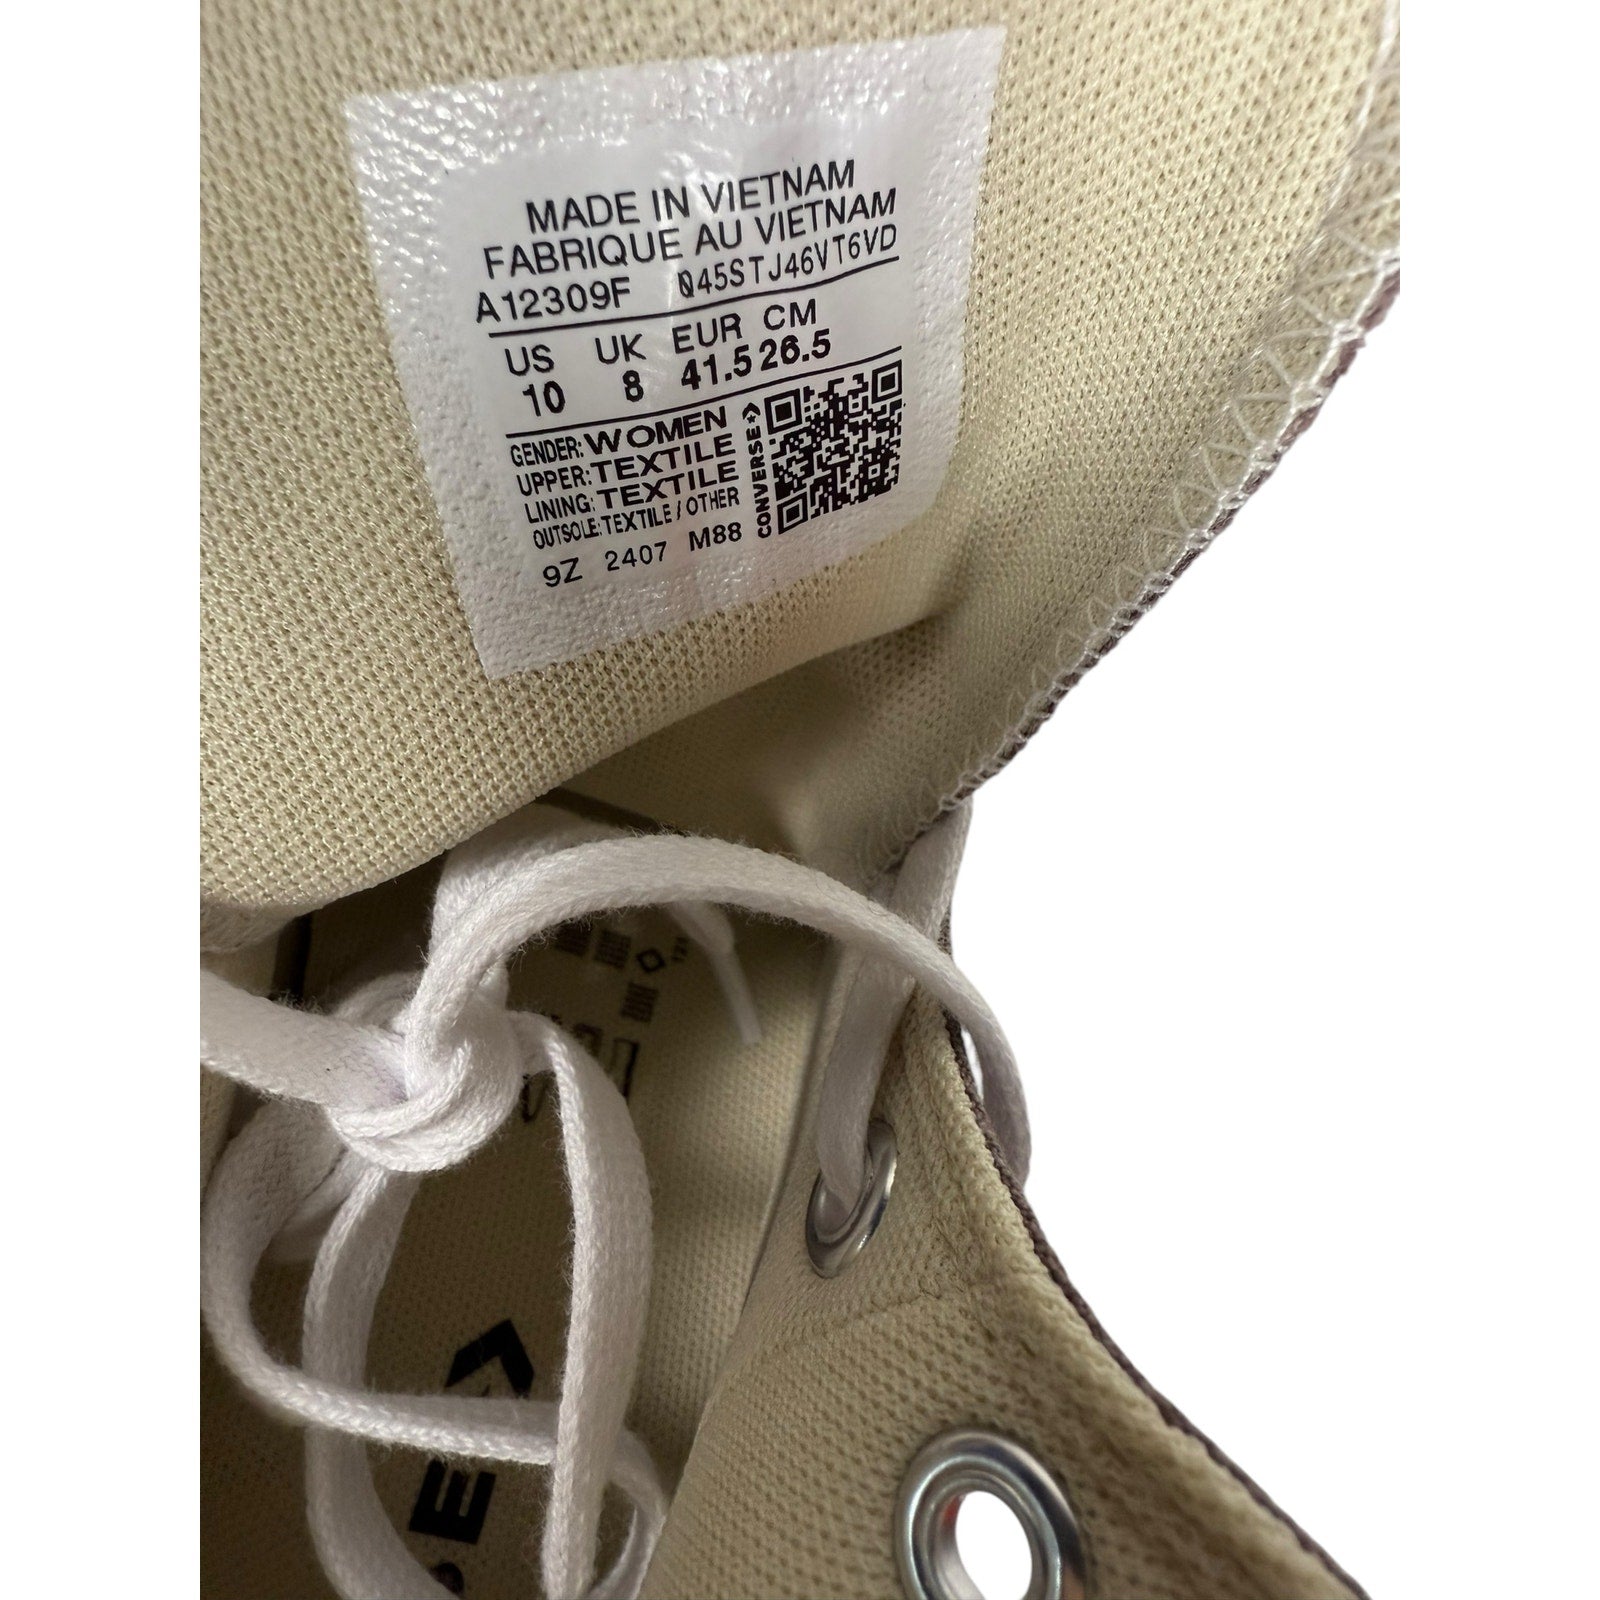 MADE IN VIETNAM
FABRIQUE AU VIETNAM
A12309F 045STJ46VT6VD
US UK EUR CM
10 8 41.5 26.5
GENDER: WOMEN
UPPER: TEXTILE
LINING: TEXTILE
OUTSOLE: TEXTILE / OTHER
9Z 2407 M88
CONVERSE